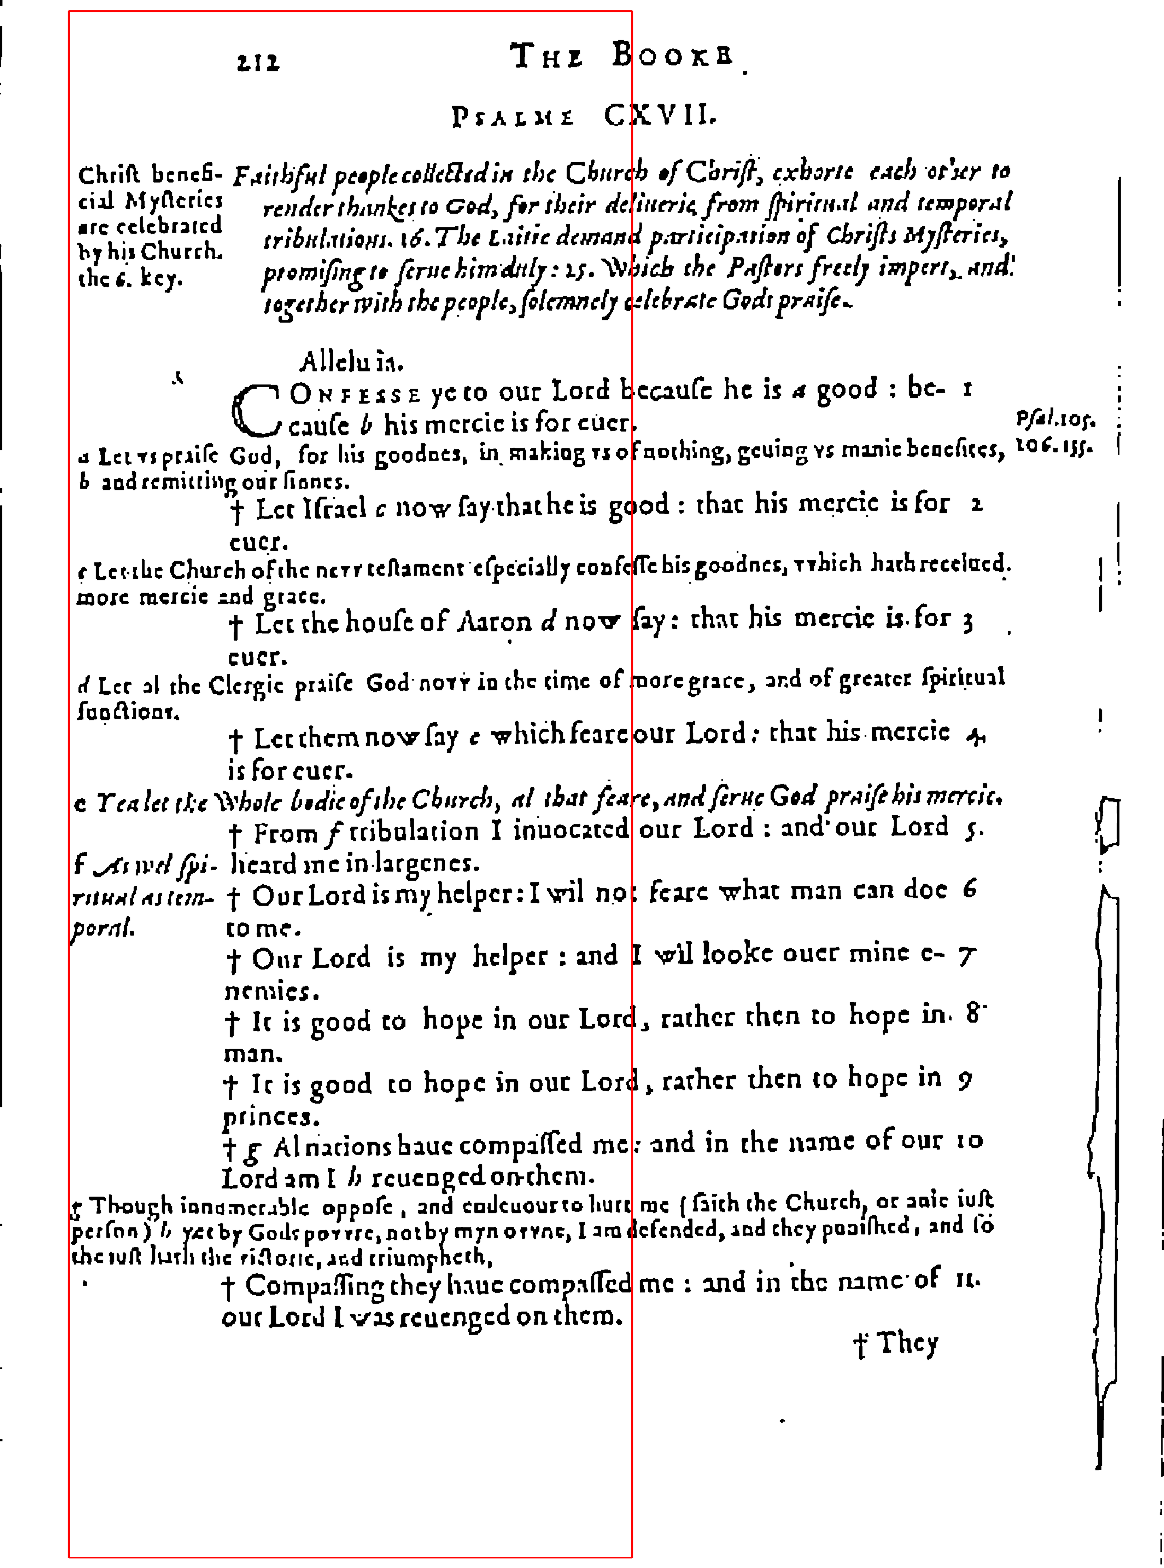 212 THE BOOKE
PSALME CXVII.
Christ benefi-
cial Mysteries
are celebrated
by his Church.
the 6. key.
Faithful people collected in the Church of Christ, exhorte each other to
render thankes to God, for their deliuerie from spiritual and temporal
tribulations. 16. The Laitie demand participation of Christs Mysteries,
promising to serue him duly: 25. Which the Pastors freely impert, and
together with the people, solemnely celebrate Gods praise.
Alleluia.
CONFESSE ye to our Lord because he is a good : be- 1
cause b his mercie is for euer.
Psal.105.
106.135.
a Let vs praise God, for his goodnes, in making vs of nothing, geuing vs manie benefites,
b and remitting our sinnes.
† Let Israel c now say that he is good : that his mercie is for 2
euer.
c Let the Church of the nevv testament especially confesse his goodnes, vvhich hath receiued
more mercie and grace.
† Let the house of Aaron d now say : that his mercie is for 3
euer.
d Let al the Clergie praise God novv in the time of more grace, and of greater spiritual
functions.
† Let them now say e which feare our Lord : that his mercie 4
is for euer.
e Yea let the Whole bodie of the Church, al that feare, and serue God praise his mercie.
† From f tribulation I inuocated our Lord : and our Lord 5.
heard me in largenes.
f As wel spi-
ritual as tem-
poral.
† Our Lord is my helper : I wil not feare what man can doe 6
to me.
† Our Lord is my helper : and I wil looke ouer mine e- 7
nemies.
† It is good to hope in our Lord, rather then to hope in 8
man.
† It is good to hope in our Lord, rather then to hope in 9
princes.
† g Al nations haue compassed me : and in the name of our 10
Lord am I h reuenged on them.
g Though innumerable oppose, and endeuour to hurt me (saith the Church, or anie iust
person) h yet by Gods povvre, not by myn ovvne, I am defended, and they punished, and so
the iust hath the victorie, and triumpheth,
† Compassing they haue compassed me : and in the name of 11.
our Lord I was reuenged on them.
† They